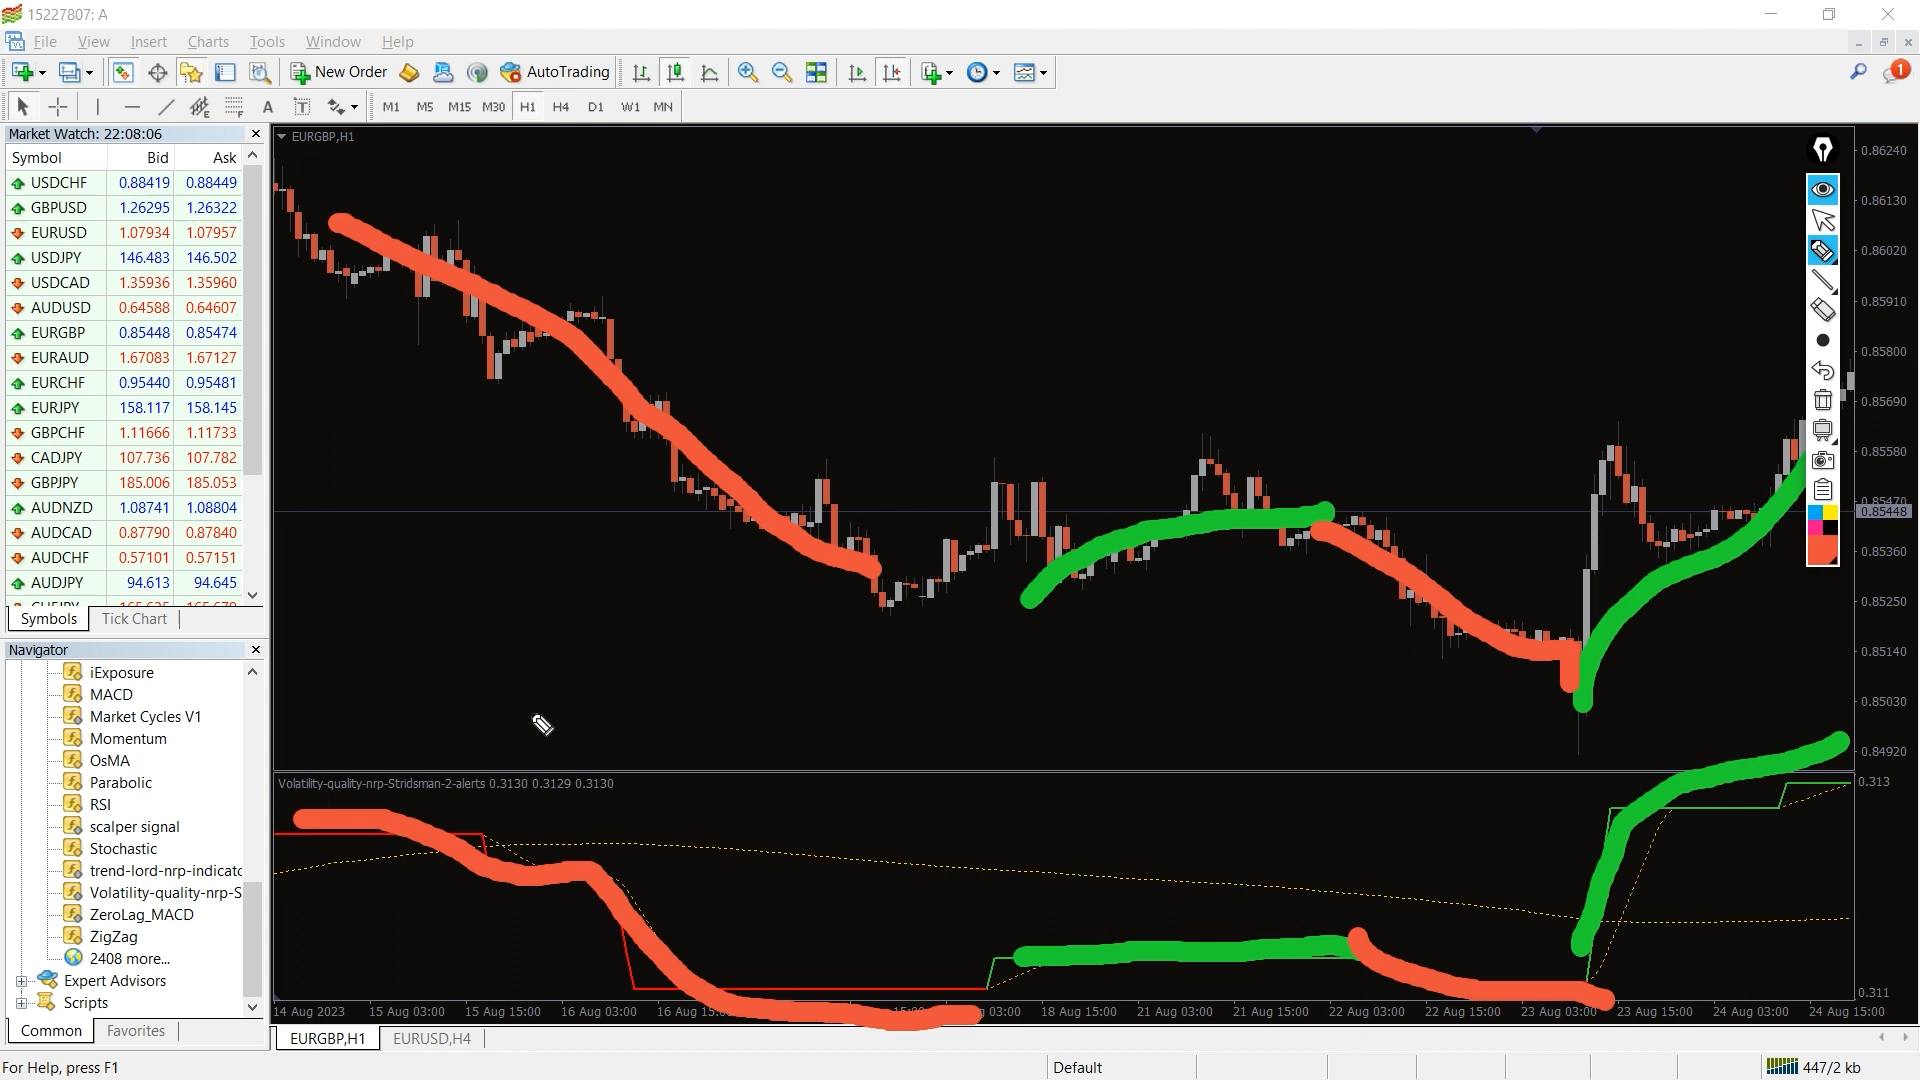 15227807: A
File View Insert Charts Tools Window Help
New Order AutoTrading 1
A T M1 M5 M15 M30 H1 H4 D1 W1 MN
Market Watch: 22:08:06
Symbol Bid Ask
USDCHF 0.88419 0.88449
GBPUSD 1.26295 1.26322
EURUSD 1.07934 1.07957
USDJPY 146.483 146.502
USDCAD 1.35936 1.35960
AUDUSD 0.64588 0.64607
EURGBP 0.85448 0.85474
EURAUD 1.67083 1.67127
EURCHF 0.95440 0.95481
EURJPY 158.117 158.145
GBPCHF 1.11666 1.11733
CADJPY 107.736 107.782
GBPJPY 185.006 185.053
AUDNZD 1.08741 1.08804
AUDCAD 0.87790 0.87840
AUDCHF 0.57101 0.57151
AUDJPY 94.613 94.645
Symbols Tick Chart
Navigator
iExposure
MACD
Market Cycles V1
Momentum
OsMA
Parabolic
RSI
scalper signal
Stochastic
trend-lord-nrp-indicato
Volatility-quality-nrp-S
ZeroLag_MACD
ZigZag
2408 more...
Expert Advisors
Scripts
Common Favorites
EURGBP,H1
0.86240
0.86130
0.86020
0.85910
0.85800
0.85690
0.85580
0.85470
0.85448
0.85360
0.85250
0.85140
0.85030
0.84920
Volatility-quality-nrp-Stridsman-2-alerts 0.3130 0.3129 0.3130
0.313
0.311
14 Aug 2023 15 Aug 03:00 15 Aug 15:00 16 Aug 03:00 16 Aug 15: 03:00 18 Aug 15:00 21 Aug 03:00 21 Aug 15:00 22 Aug 03:00 22 Aug 15:00 23 Aug 03:00 23 Aug 15:00 24 Aug 03:00 24 Aug 15:00
EURGBP,H1 EURUSD,H4
For Help, press F1 Default 447/2 kb